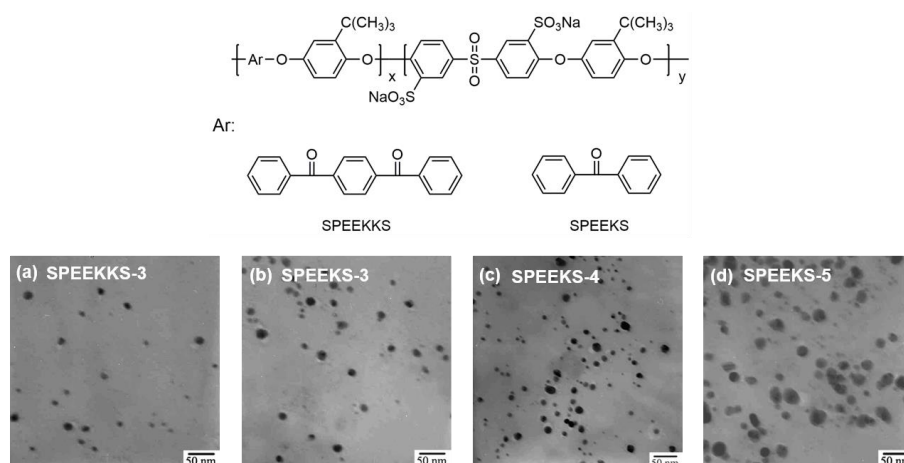 C(CH₃)₃
SO₃Na
C(CH₃)₃
O
Ar–O
O
x
S
O
O
O
y
S
NaO₃S
Ar:
O
O
O
SPEEKKS
SPEEKS
(a) SPEEKKS-3
(b) SPEEKS-3
(c) SPEEKS-4
(d) SPEEKS-5
50 nm
50 nm
50 nm
50 nm